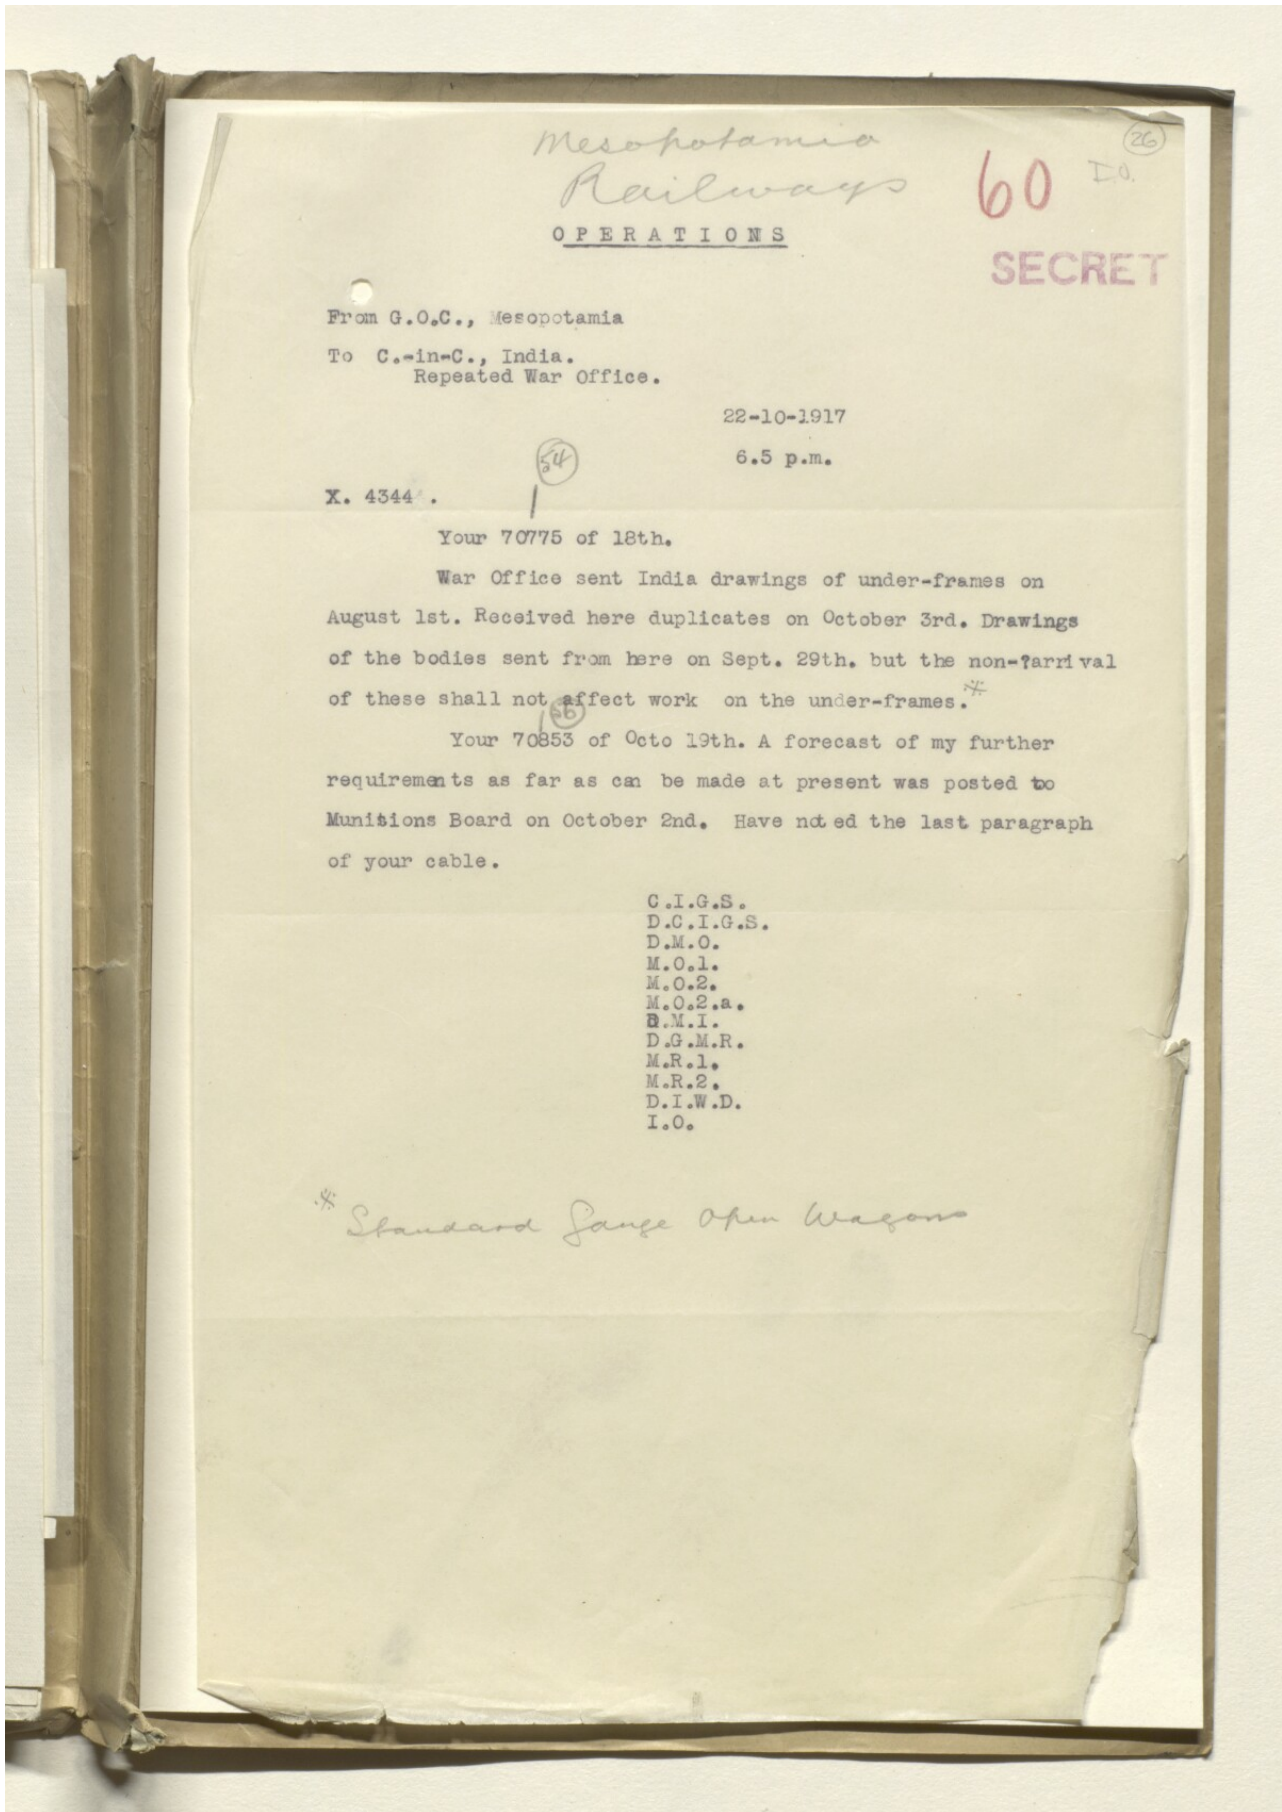 Mesopotamia
Railways
26
I.O.
60
OPERATIONS
SECRET
From G.O.C., Mesopotamia
To C.-in-C., India.
Repeated War Office.
22-10-1917
6.5 p.m.
54
X. 4344 .
Your 70775 of 18th.
War Office sent India drawings of under-frames on
August 1st. Received here duplicates on October 3rd. Drawings
of the bodies sent from here on Sept. 29th. but the non-?arrival
of these shall not affect work on the under-frames.*
56
Your 70853 of Octo 19th. A forecast of my further
requirements as far as can be made at present was posted to
Munitions Board on October 2nd. Have noted the last paragraph
of your cable.
C.I.G.S.
D.C.I.G.S.
D.M.O.
M.O.1.
M.O.2.
M.O.2.a.
D.M.I.
D.G.M.R.
M.R.1.
M.R.2.
D.I.W.D.
I.O.
* Standard Gauge Open Wagons